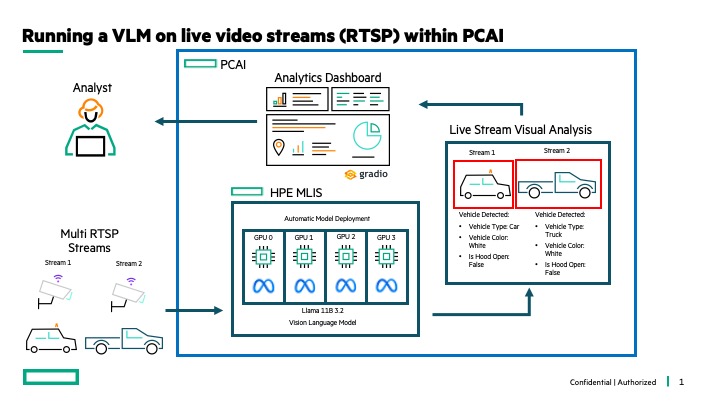 Running a VLM on live video streams (RTSP) within PCAI
PCAI
Analyst
Analytics Dashboard
gradio
Live Stream Visual Analysis
Stream 1
Stream 2
Vehicle Detected:
• Vehicle Type: Car
• Vehicle Color:
White
• Is Hood Open:
False
Vehicle Detected:
• Vehicle Type:
Truck
• Vehicle Color:
White
• Is Hood Open:
False
HPE MLIS
Automatic Model Deployment
GPU 0
GPU 1
GPU 2
GPU 3
Llama 11B 3.2
Vision Language Model
Multi RTSP
Streams
Stream 1
Stream 2
Confidential | Authorized
1